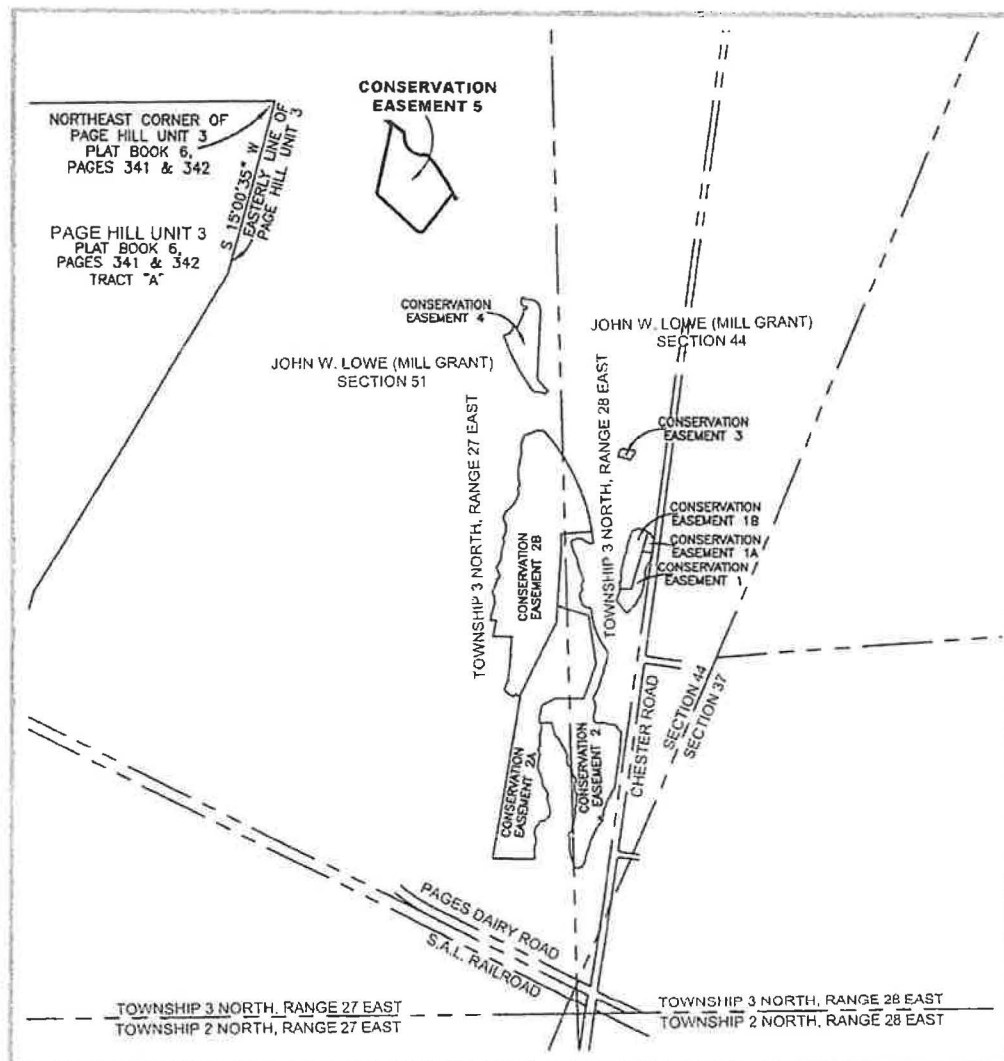 CONSERVATION
EASEMENT 5
NORTHEAST CORNER OF
PAGE HILL UNIT 3
PLAT BOOK 6,
PAGES 341 & 342
S 15°00'35" W
EASTERLY LINE OF
PAGE HILL UNIT 3
PAGE HILL UNIT 3
PLAT BOOK 6,
PAGES 341 & 342
TRACT "A"
CONSERVATION
EASEMENT 4
JOHN W. LOWE (MILL GRANT)
SECTION 44
JOHN W. LOWE (MILL GRANT)
SECTION 51
TOWNSHIP 3 NORTH, RANGE 27 EAST
TOWNSHIP 3 NORTH, RANGE 28 EAST
CONSERVATION
EASEMENT 3
CONSERVATION
EASEMENT 1B
CONSERVATION
EASEMENT 1A
CONSERVATION
EASEMENT 1
CONSERVATION
EASEMENT 2B
CONSERVATION
EASEMENT 2A
CONSERVATION
EASEMENT 2
CHESTER ROAD
SECTION 44
SECTION 37
PAGES DAIRY ROAD
S.A.L. RAILROAD
TOWNSHIP 3 NORTH, RANGE 27 EAST
TOWNSHIP 2 NORTH, RANGE 27 EAST
TOWNSHIP 3 NORTH, RANGE 28 EAST
TOWNSHIP 2 NORTH, RANGE 28 EAST